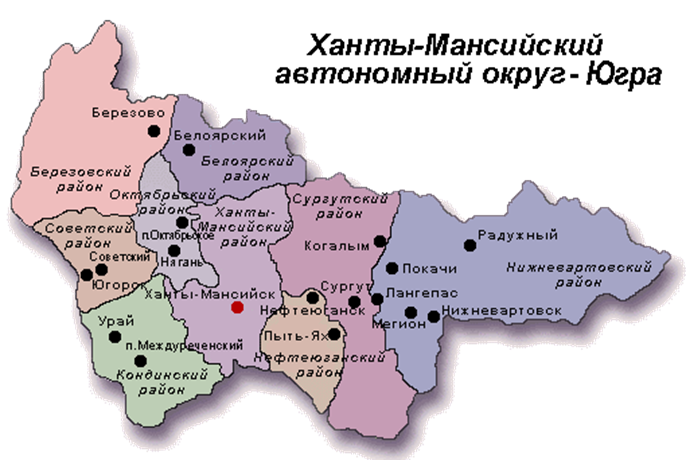 Ханты-Мансийский
автономный округ - Югра
Березово
Белоярский
Белоярский
район
Березовский
район
Октябрьский
район
Ханты-
Мансийский
район
Сургутский
район
Советский
район
п.Октябрьское
Нягань
Советский
Югорск
Когалым
Радужный
Покачи
Нижневартовский
район
Ханты-Мансийск
Сургут
Лангепас
Нефтеюганск
Мегион
Нижневартовск
Урай
п.Междуреченский
Кондинский
район
Пыть-Ях
Нефтеюганский
район